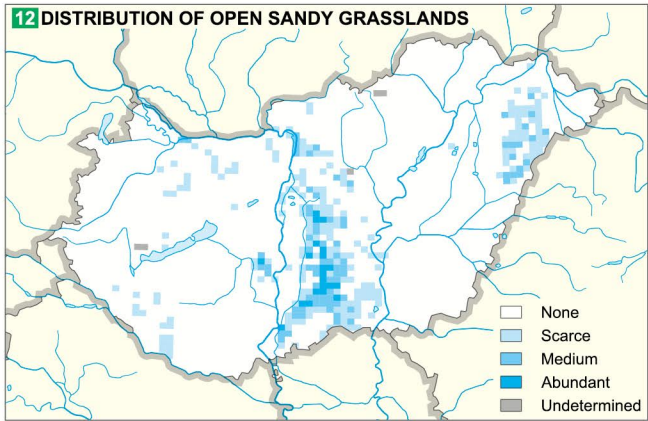 12 DISTRIBUTION OF OPEN SANDY GRASSLANDS
None
Scarce
Medium
Abundant
Undetermined